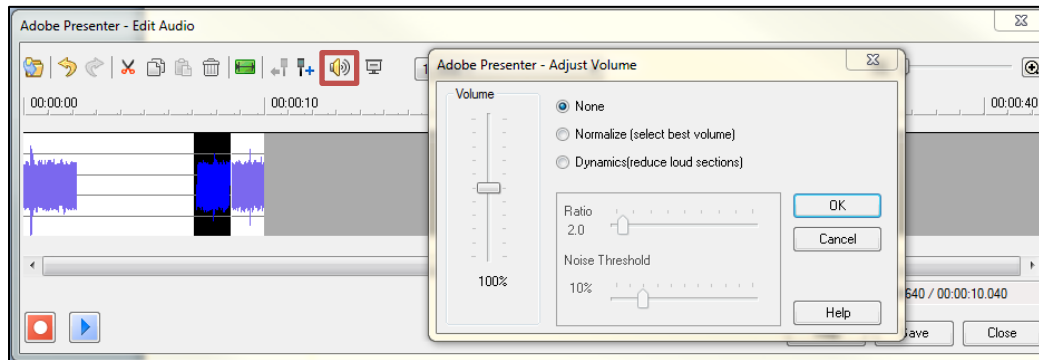 Adobe Presenter - Edit Audio
00:00:00
00:00:10
00:00:40
Adobe Presenter - Adjust Volume
Volume
None
Normalize (select best volume)
Dynamics(reduce loud sections)
Ratio
2.0
Noise Threshold
10%
100%
OK
Cancel
Help
640 / 00:00:10.040
Close